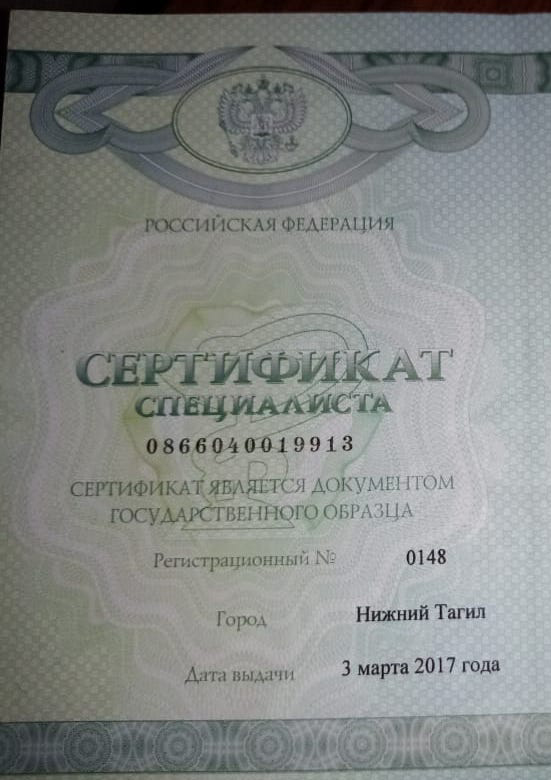 РОССИЙСКАЯ ФЕДЕРАЦИЯ
СЕРТИФИКАТ
СПЕЦИАЛИСТА
0866040019913
СЕРТИФИКАТ ЯВЛЯЕТСЯ ДОКУМЕНТОМ
ГОСУДАРСТВЕННОГО ОБРАЗЦА
Регистрационный № 0148
Город Нижний Тагил
Дата выдачи 3 марта 2017 года